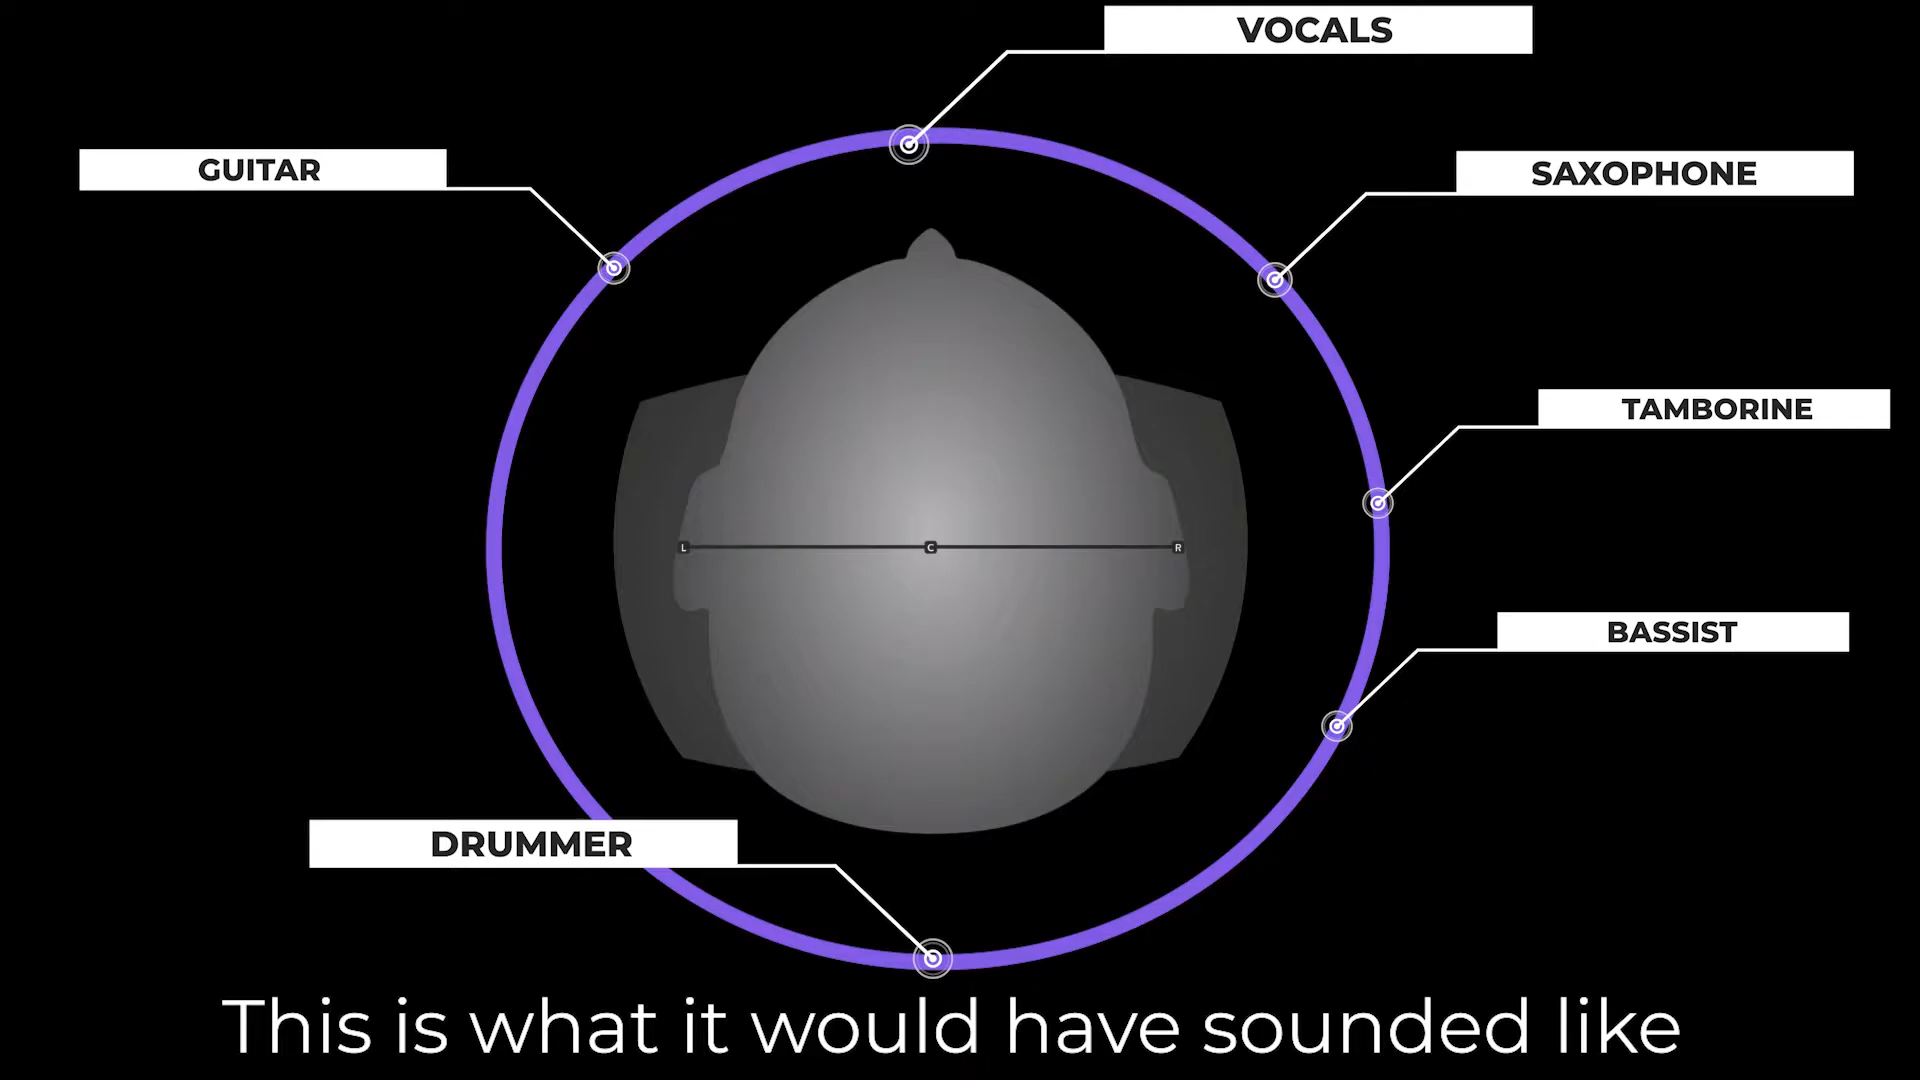 VOCALS
GUITAR
SAXOPHONE
TAMBORINE
L
C
R
BASSIST
DRUMMER
This is what it would have sounded like